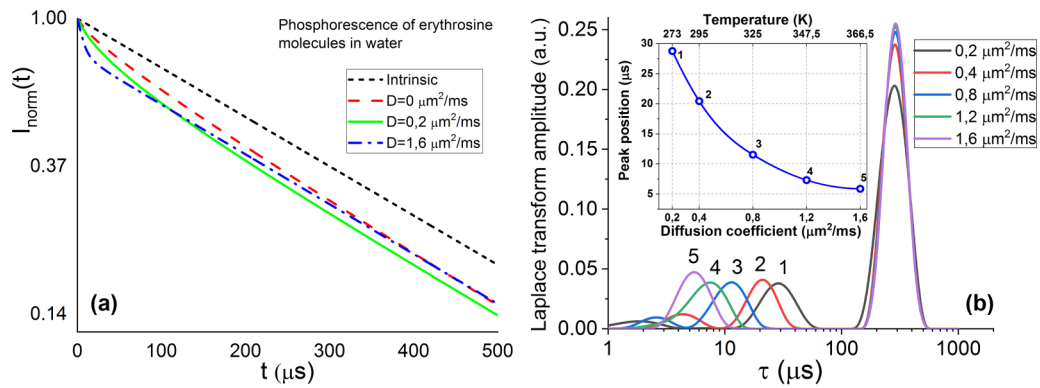 Phosphorescence of erythrosine
molecules in water
Intrinsic
D=0 μm²/ms
D=0,2 μm²/ms
D=1,6 μm²/ms
1.00
0.37
0.14
I_norm(t)
(a)
0 100 200 300 400 500
t (μs)
Temperature (K)
273 295 325 347,5 366,5
Peak position (μs)
30
25
20
15
10
5
1
2
3
4
5
0,2 0,4 0,8 1,2 1,6
Diffusion coefficient (μm²/ms)
0,2 μm²/ms
0,4 μm²/ms
0,8 μm²/ms
1,2 μm²/ms
1,6 μm²/ms
Laplace transform amplitude (a.u.)
0.25
0.20
0.15
0.10
0.05
0.00
5 4 3 2 1
(b)
1 10 100 1000
τ (μs)